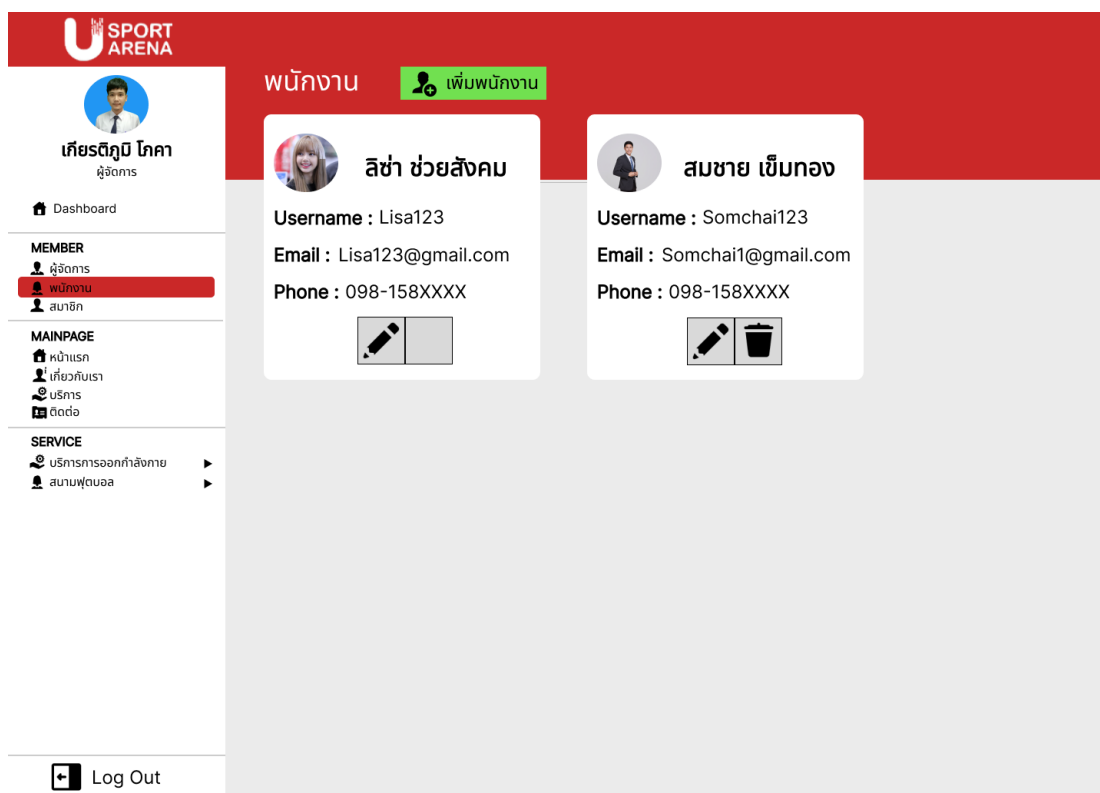 U SPORT
ARENA
เกียรติภูมิ โภคา
ผู้จัดการ
Dashboard
MEMBER
ผู้จัดการ
พนักงาน
สมาชิก
MAINPAGE
หน้าแรก
เกี่ยวกับเรา
บริการ
ติดต่อ
SERVICE
บริการการออกกำลังกาย
สนามฟุตบอล
Log Out
พนักงาน
เพิ่มพนักงาน
ลิซ่า ช่วยสังคม
Username : Lisa123
Email : Lisa123@gmail.com
Phone : 098-158XXXX
สมชาย เข็มทอง
Username : Somchai123
Email : Somchai1@gmail.com
Phone : 098-158XXXX